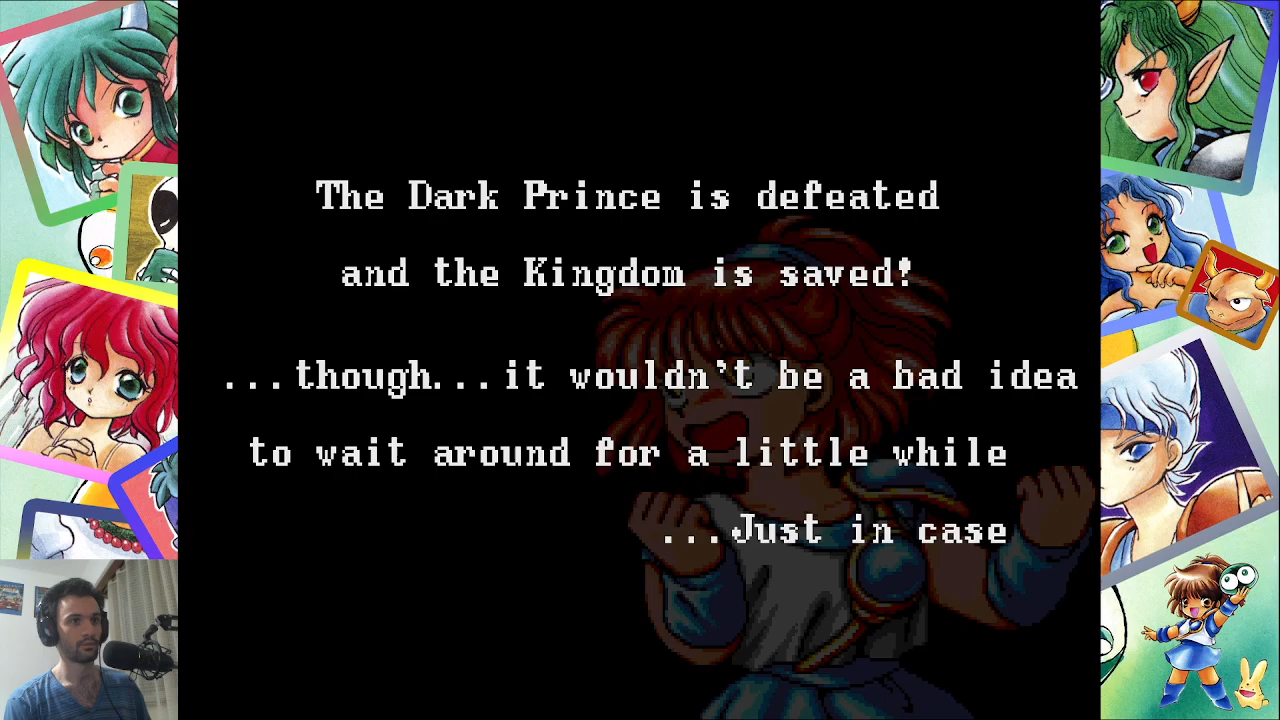 The Dark Prince is defeated
and the Kingdom is saved!
...though...it wouldn't be a bad idea
to wait around for a little while
...Just in case